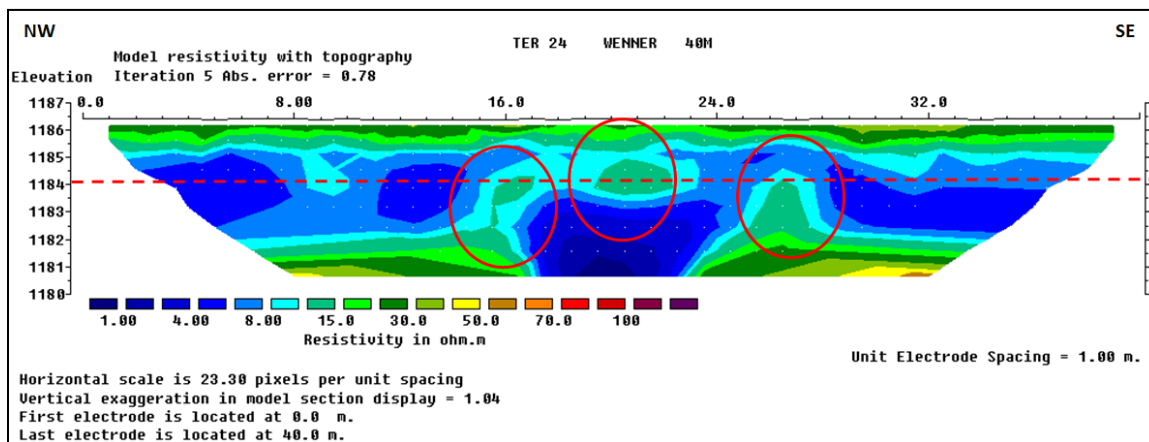 NW SE
TER 24 WENNER 40M
Model resistivity with topography
Iteration 5 Abs. error = 0.78
Elevation
0.0 8.00 16.0 24.0 32.0
1187
1186
1185
1184
1183
1182
1181
1180
1.00 4.00 8.00 15.0 30.0 50.0 70.0 100
Resistivity in ohm.m
Unit Electrode Spacing = 1.00 m.
Horizontal scale is 23.30 pixels per unit spacing
Vertical exaggeration in model section display = 1.04
First electrode is located at 0.0 m.
Last electrode is located at 40.0 m.